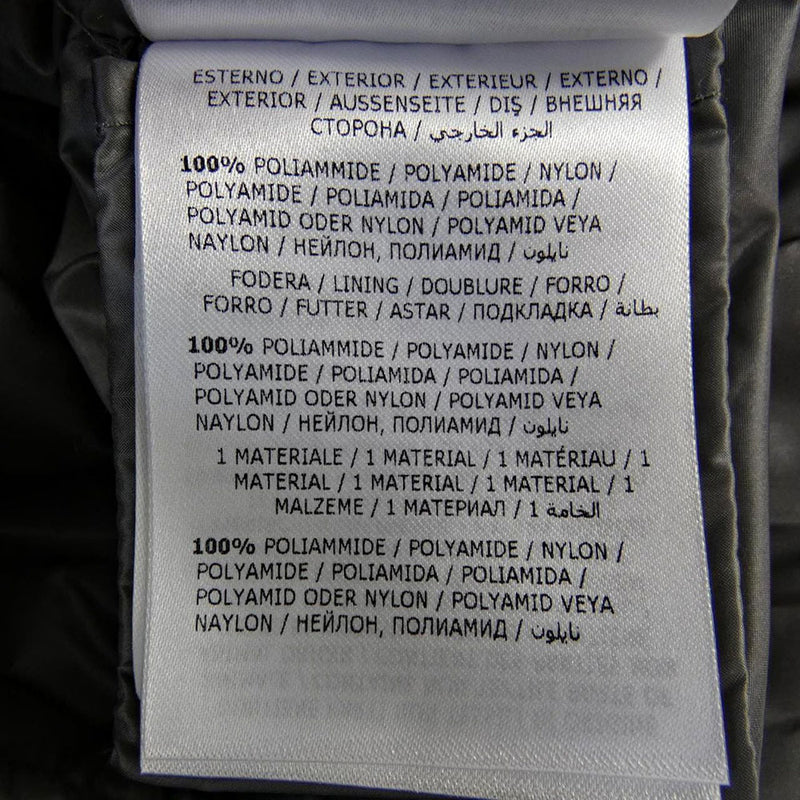 ESTERNO / EXTERIOR / EXTERIEUR / EXTERNO /
EXTERIOR / AUSSENSEITE / DIŞ / ВНЕШНЯЯ
СТОРОНА / الجزء الخارجي
100% POLIAMMIDE / POLYAMIDE / NYLON /
POLYAMIDE / POLIAMIDA / POLIAMIDA /
POLYAMID ODER NYLON / POLYAMID VEYA
NAYLON / НЕЙЛОН, ПОЛИАМИД / نايلون
FODERA / LINING / DOUBLURE / FORRO /
FORRO / FUTTER / ASTAR / ПОДКЛАДКА / بطانة
100% POLIAMMIDE / POLYAMIDE / NYLON /
POLYAMIDE / POLIAMIDA / POLIAMIDA /
POLYAMID ODER NYLON / POLYAMID VEYA
NAYLON / НЕЙЛОН, ПОЛИАМИД / نايلون
1 MATERIALE / 1 MATERIAL / 1 MATÉRIAU / 1
MATERIAL / 1 MATERIAL / 1 MATERIAL / 1
MALZEME / 1 МАТЕРИАЛ / 1 الخامة
100% POLIAMMIDE / POLYAMIDE / NYLON /
POLYAMIDE / POLIAMIDA / POLIAMIDA /
POLYAMID ODER NYLON / POLYAMID VEYA
NAYLON / НЕЙЛОН, ПОЛИАМИД / نايلون